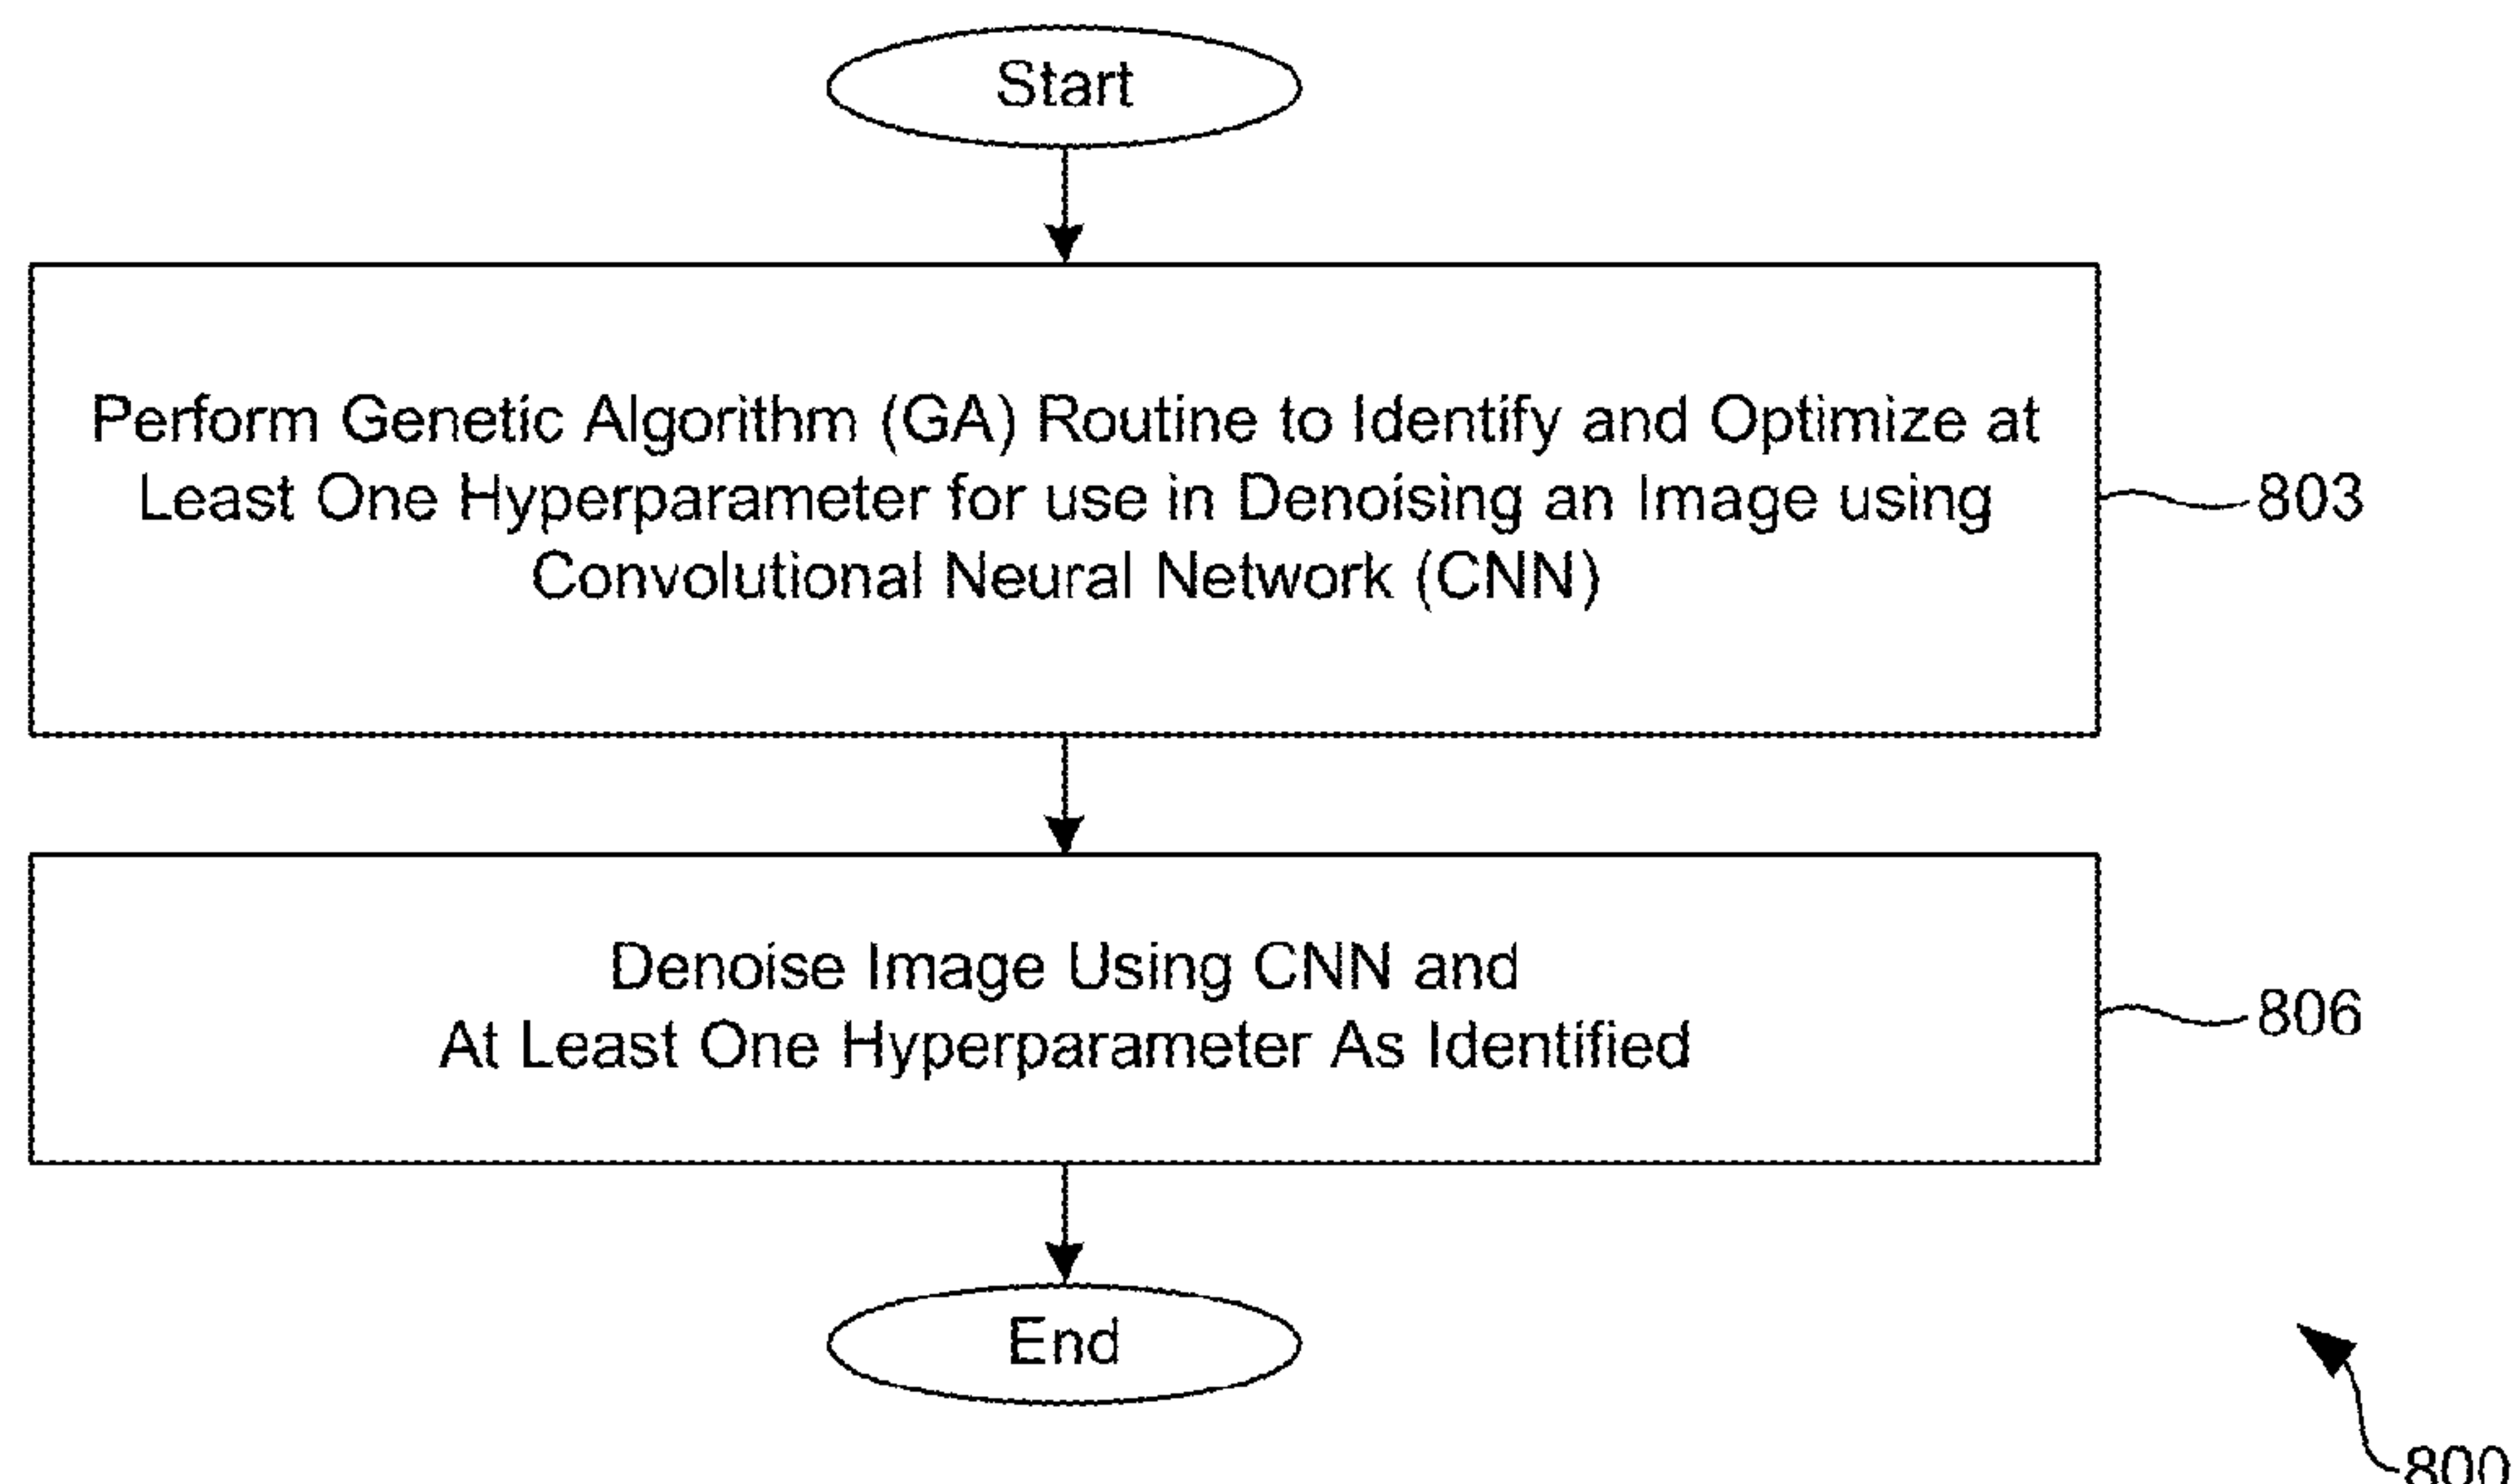 Start
Perform Genetic Algorithm (GA) Routine to Identify and Optimize at
Least One Hyperparameter for use in Denoising an Image using
Convolutional Neural Network (CNN)
803
Denoise Image Using CNN and
At Least One Hyperparameter As Identified
806
End
800